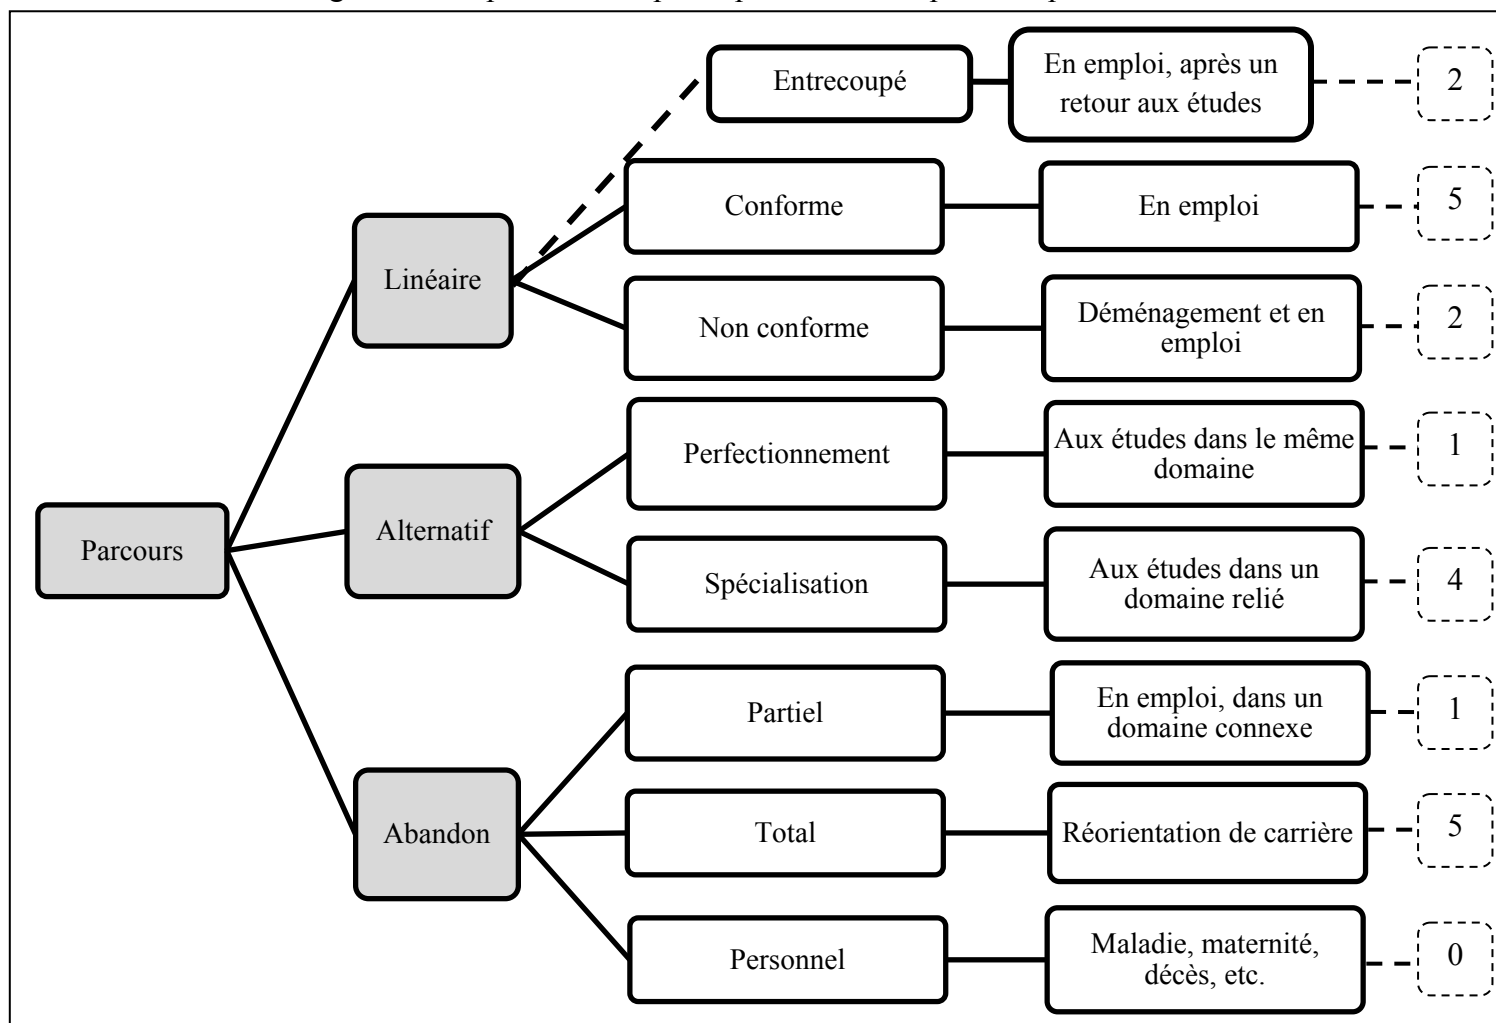 Entrecoupé
En emploi, après un
retour aux études
2
Conforme
En emploi
5
Linéaire
Non conforme
Déménagement et en
emploi
2
Perfectionnement
Aux études dans le même
domaine
1
Parcours
Alternatif
Spécialisation
Aux études dans un
domaine relié
4
Partiel
En emploi, dans un
domaine connexe
1
Abandon
Total
Réorientation de carrière
5
Personnel
Maladie, maternité,
décès, etc.
0